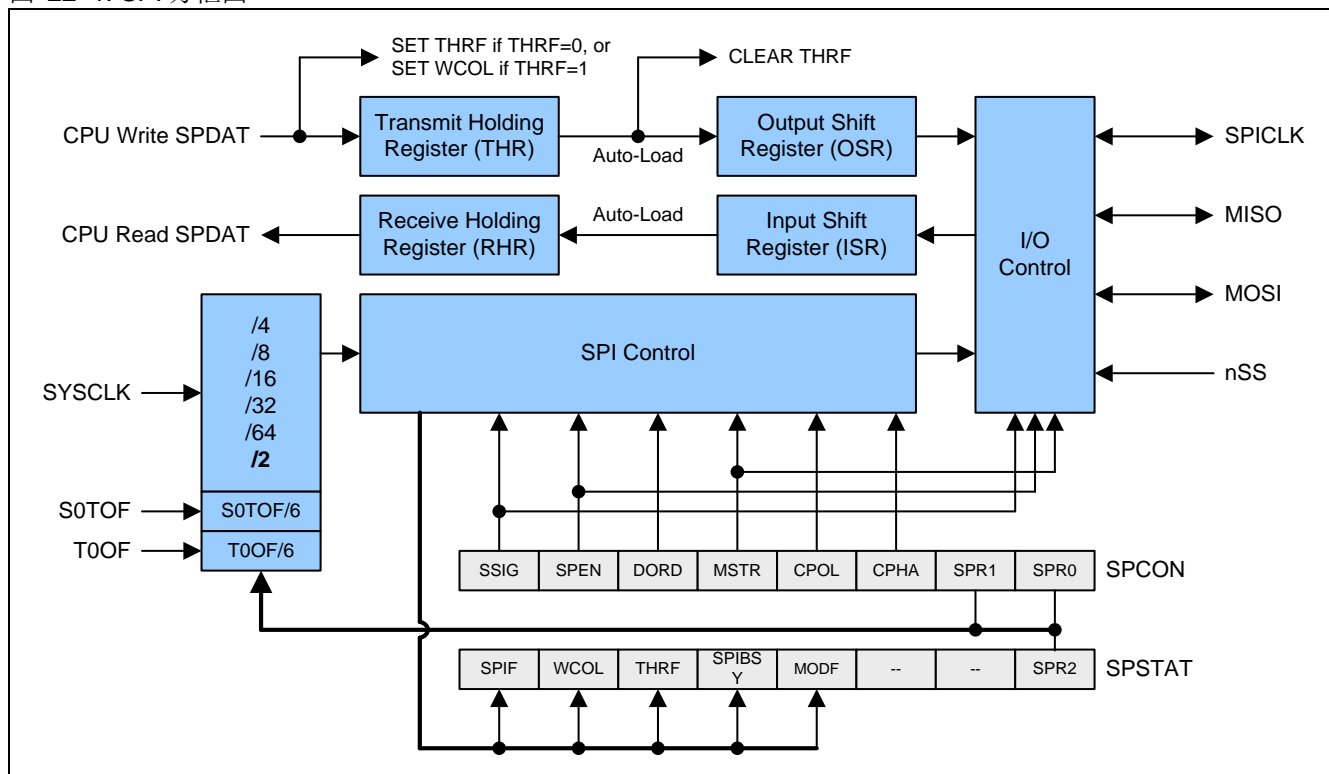 SET THRF if THRF=0, or
SET WCOL if THRF=1
CLEAR THRF
CPU Write SPDAT
Transmit Holding
Register (THR)
Auto-Load
Output Shift
Register (OSR)
SPICLK
CPU Read SPDAT
Receive Holding
Register (RHR)
Auto-Load
Input Shift
Register (ISR)
MISO
I/O
Control
MOSI
nSS
SYSCLK
/4
/8
/16
/32
/64
/2
SPI Control
S0TOF
S0TOF/6
T0OF
T0OF/6
SSIG SPEN DORD MSTR CPOL CPHA SPR1 SPR0 SPCON
SPIF WCOL THRF SPIBS
Y MODF -- -- SPR2 SPSTAT